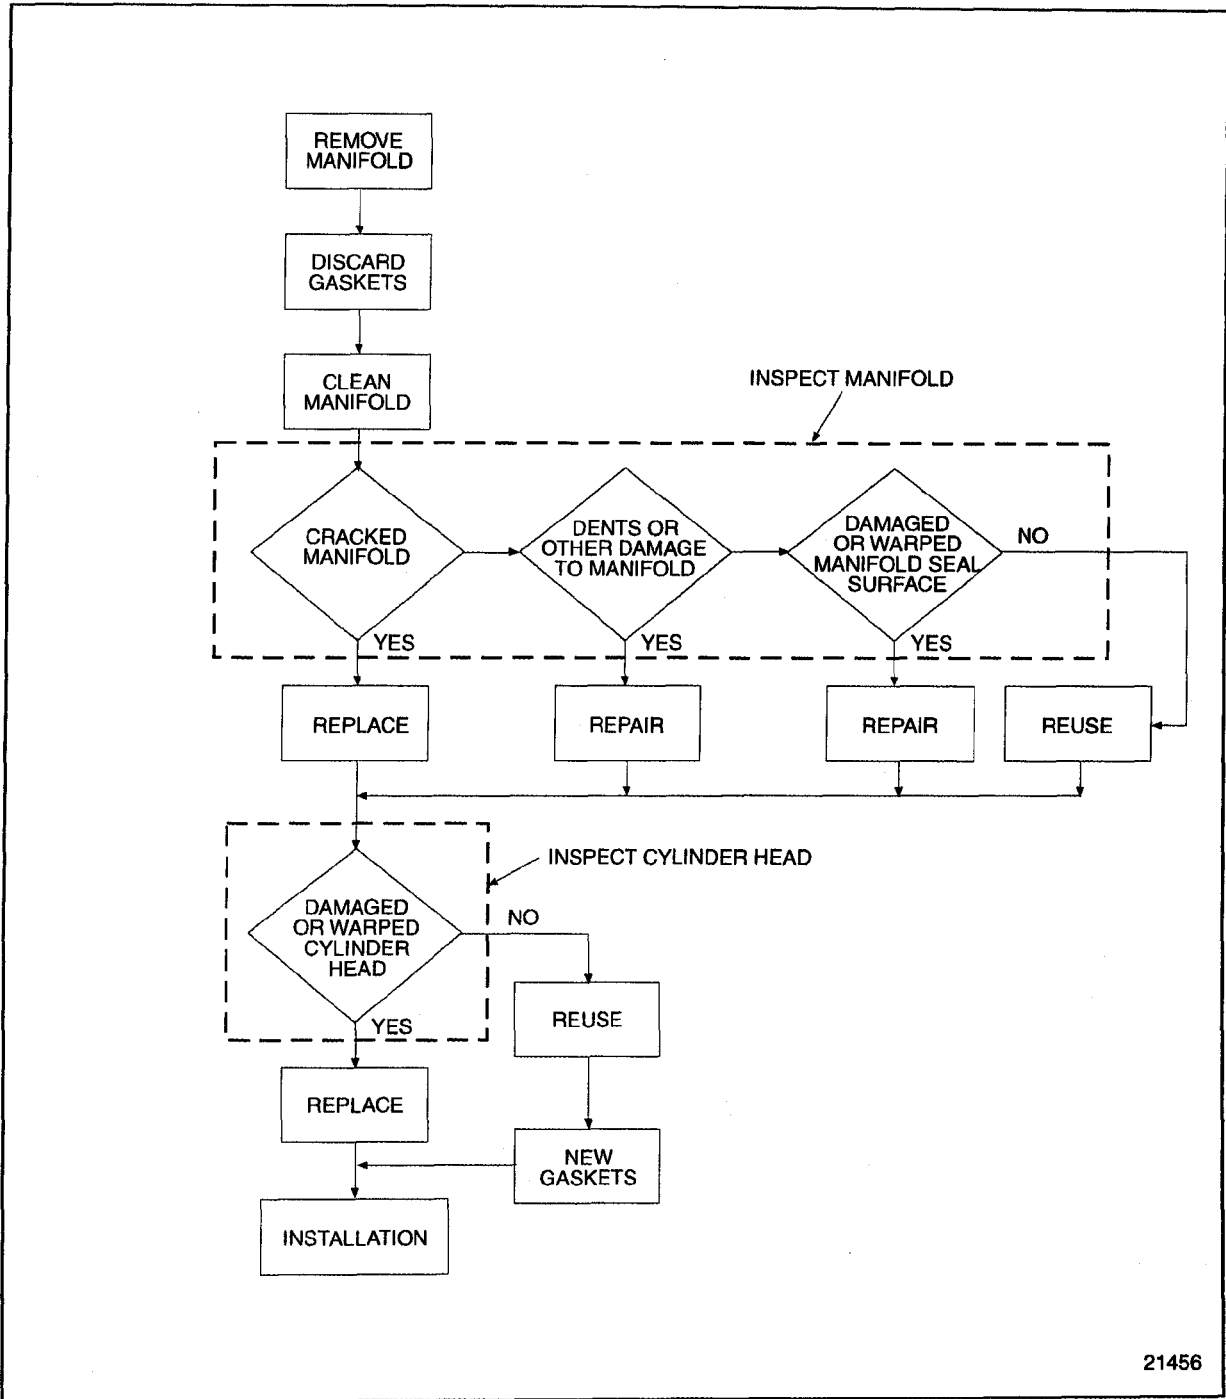 REMOVE
MANIFOLD
DISCARD
GASKETS
CLEAN
MANIFOLD
INSPECT MANIFOLD
CRACKED
MANIFOLD
DENTS OR
OTHER DAMAGE
TO MANIFOLD
DAMAGED
OR WARPED
MANIFOLD SEAL
SURFACE
NO
YES
YES
YES
REPLACE
REPAIR
REPAIR
REUSE
INSPECT CYLINDER HEAD
DAMAGED
OR WARPED
CYLINDER
HEAD
NO
YES
REUSE
REPLACE
NEW
GASKETS
INSTALLATION
21456